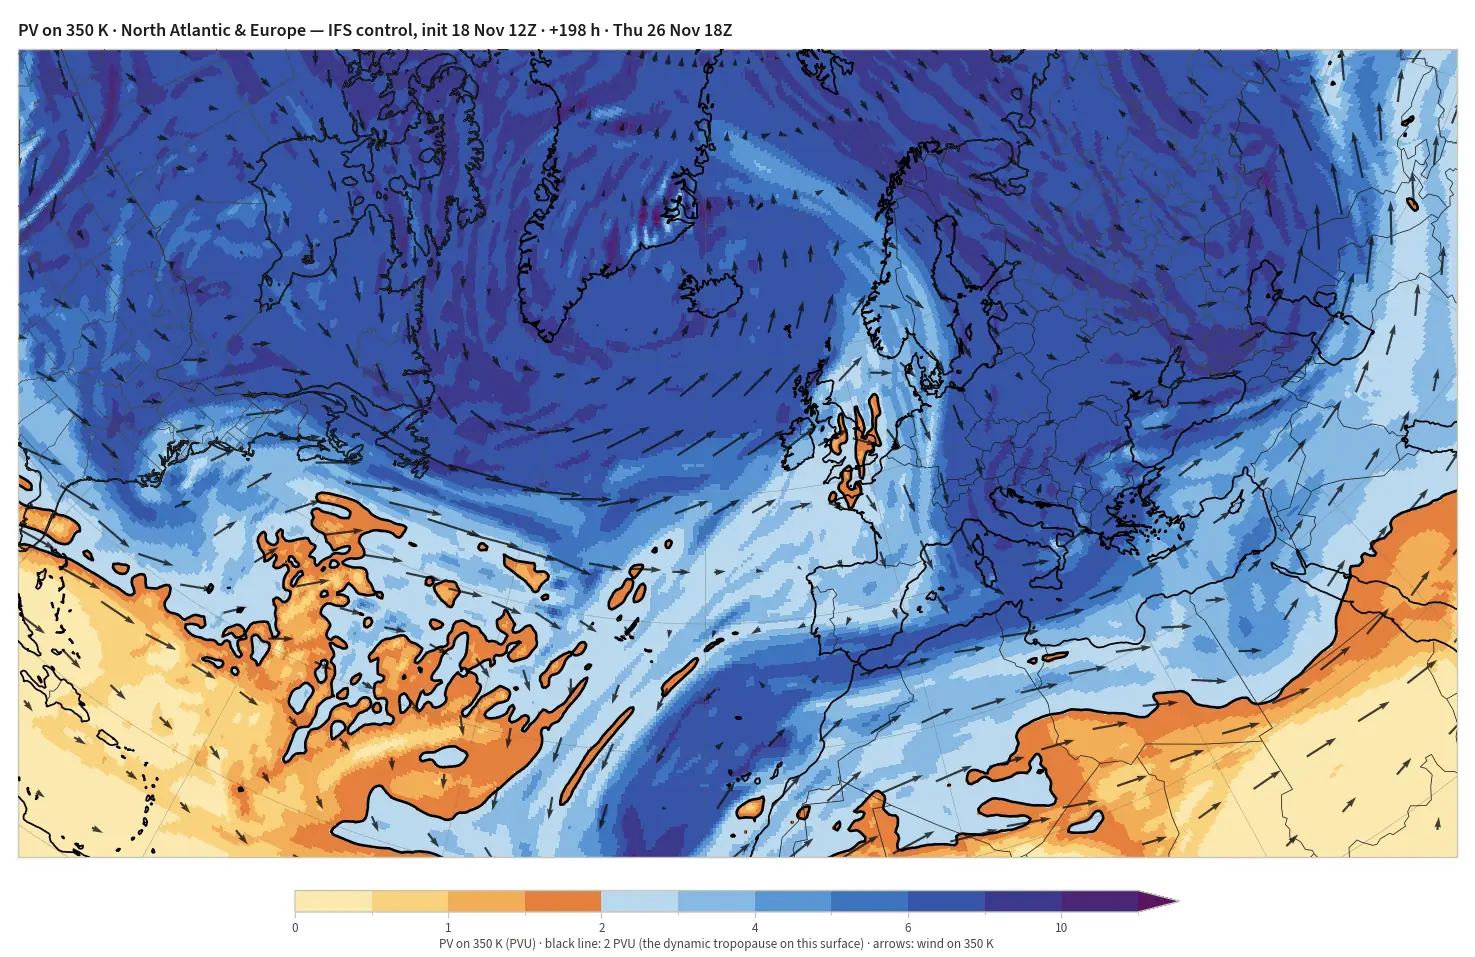 PV on 350 K · North Atlantic & Europe — IFS control, init 18 Nov 12Z · +198 h · Thu 26 Nov 18Z
0 1 2 4 6 10
PV on 350 K (PVU) · black line: 2 PVU (the dynamic tropopause on this surface) · arrows: wind on 350 K